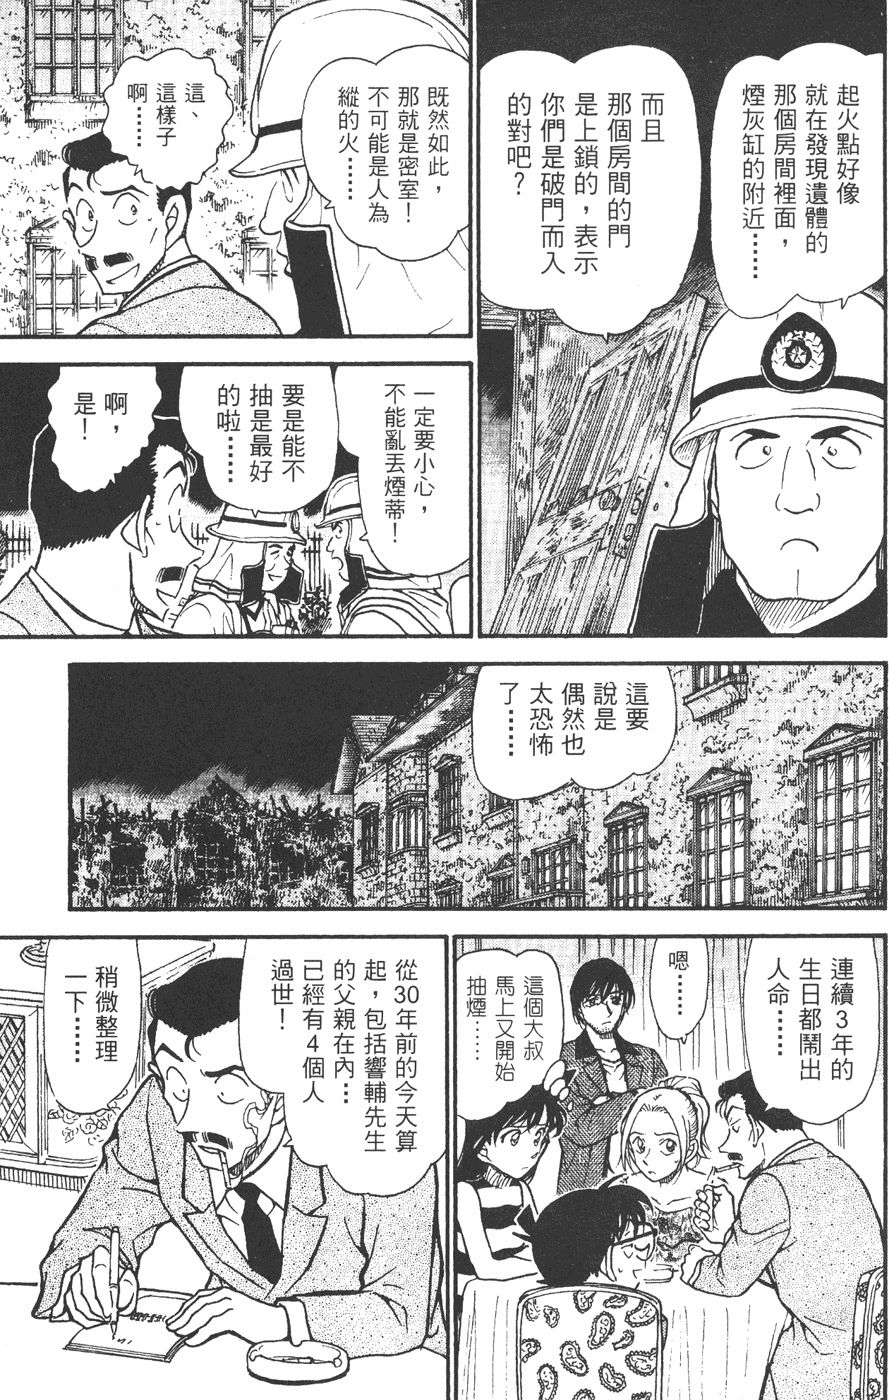 起火點好像
就在發現遺體的
那個房間裡面，
煙灰缸的附近……
而且
那個房間的門
是上鎖的，表示
你們是破門而入
的對吧？
既然如此，
那就是密室！
不可能是人為
縱的火……
這、
這樣子
啊……
一定要小心，
不能亂丟煙蒂！
要是能不
抽是最好
的啦……
啊，
是！
這要
說是
偶然也
太恐怖
了……
連續3年的
生日都鬧出
人命……
嗯……
這個大叔
馬上又開始
抽煙……
從30年前的今天算
起，包括響輔先生
的父親在內…
已經有4個人
過世！
稍微整理
一下……